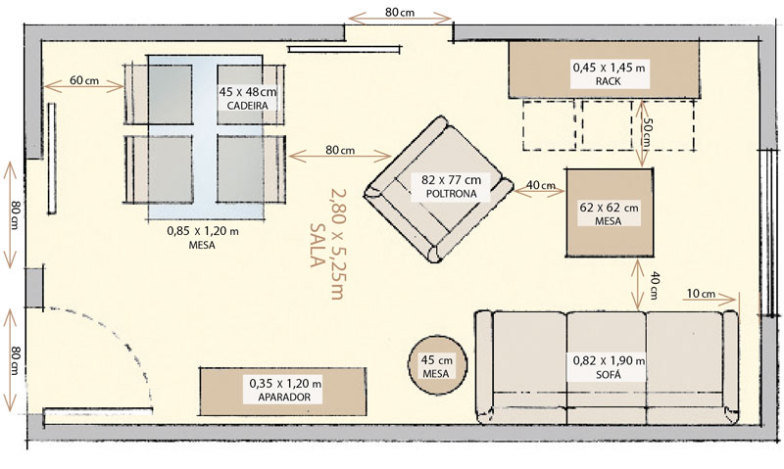 80 cm
60 cm
45 x 48 cm
CADEIRA
0,45 x 1,45 m
RACK
50 cm
80 cm
82 x 77 cm
POLTRONA
40 cm
62 x 62 cm
MESA
80 cm
0,85 x 1,20 m
MESA
2,80 x 5,25m
SALA
40 cm
10 cm
80 cm
45 cm
MESA
0,82 x 1,90 m
SOFÁ
0,35 x 1,20 m
APARADOR